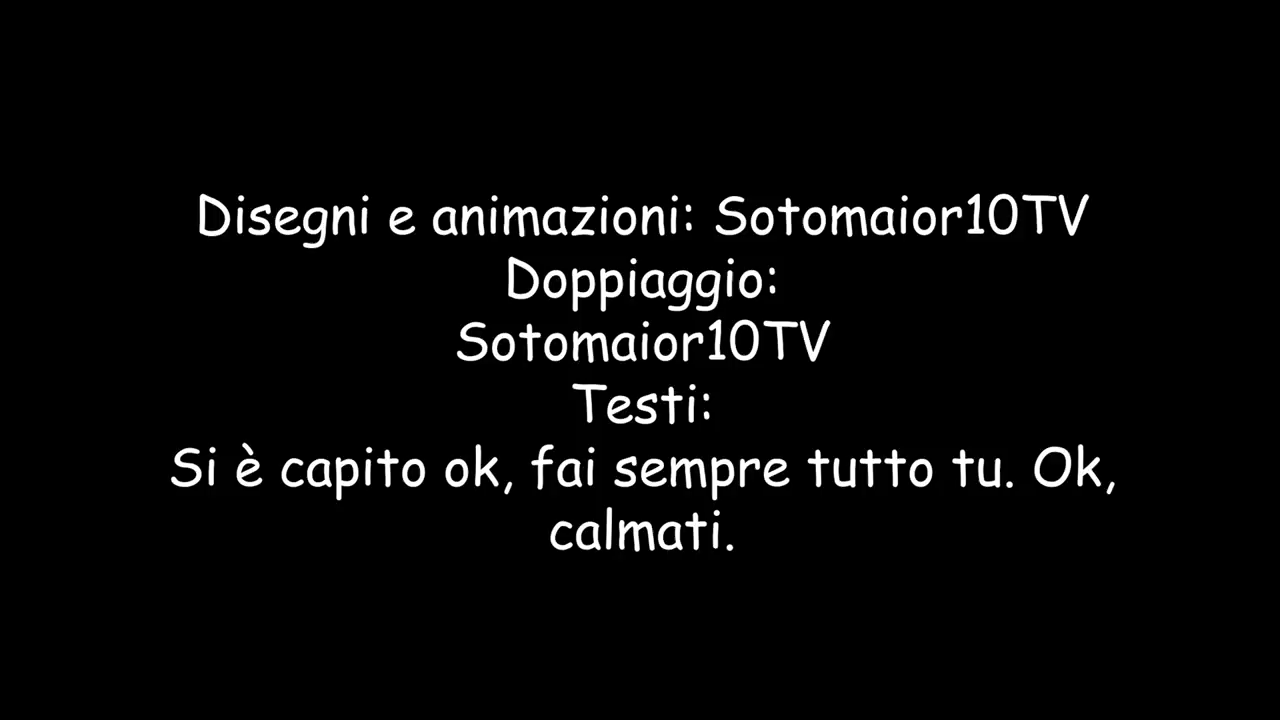 Disegni e animazioni: Sotomaior10TV
Doppiaggio:
Sotomaior10TV
Testi:
Si è capito ok, fai sempre tutto tu. Ok,
calmati.